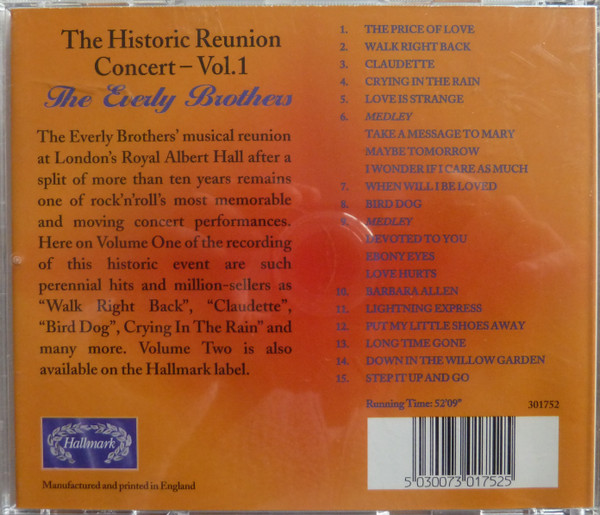 The Historic Reunion
Concert – Vol.1
The Everly Brothers
The Everly Brothers' musical reunion
at London's Royal Albert Hall after a
split of more than ten years remains
one of rock'n'roll's most memorable
and moving concert performances.
Here on Volume One of the recording
of this historic event are such
perennial hits and million-sellers as
"Walk Right Back", "Claudette",
"Bird Dog", Crying In The Rain" and
many more. Volume Two is also
available on the Hallmark label.
Hallmark
Manufactured and printed in England
1. THE PRICE OF LOVE
2. WALK RIGHT BACK
3. CLAUDETTE
4. CRYING IN THE RAIN
5. LOVE IS STRANGE
6. MEDLEY
TAKE A MESSAGE TO MARY
MAYBE TOMORROW
I WONDER IF I CARE AS MUCH
7. WHEN WILL I BE LOVED
8. BIRD DOG
9. MEDLEY
DEVOTED TO YOU
EBONY EYES
LOVE HURTS
10. BARBARA ALLEN
11. LIGHTNING EXPRESS
12. PUT MY LITTLE SHOES AWAY
13. LONG TIME GONE
14. DOWN IN THE WILLOW GARDEN
15. STEP IT UP AND GO
Running Time: 52'09" 301752
5 030073 017525